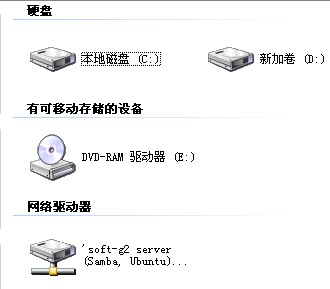 硬盘
本地磁盘 (C:) 新加卷 (D:)
有可移动存储的设备
DVD-RAM 驱动器 (E:)
网络驱动器
'soft-g2 server
(Samba, Ubuntu)...